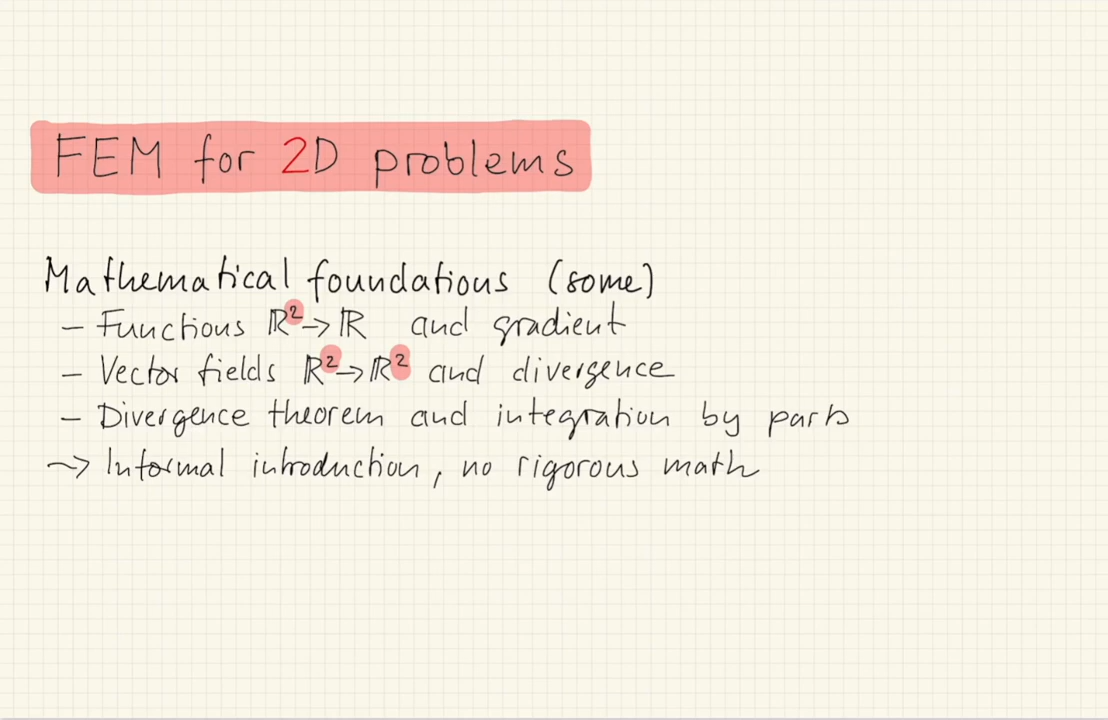 FEM for 2D problems
Mathematical foundations (some)
- Functions ℝ² → ℝ and gradient
- Vector fields ℝ² → ℝ² and divergence
- Divergence theorem and integration by parts
→ Informal introduction, no rigorous math